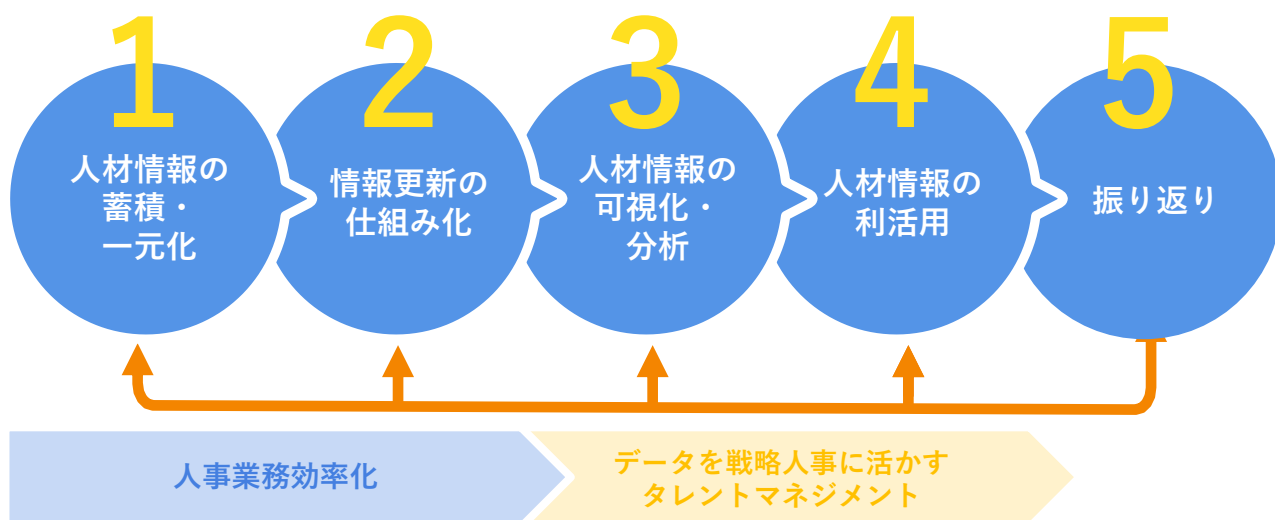 1
人材情報の
蓄積・
一元化
2
情報更新の
仕組み化
3
人材情報の
可視化・
分析
4
人材情報の
利活用
5
振り返り
人事業務効率化
データを戦略人事に活かす
タレントマネジメント